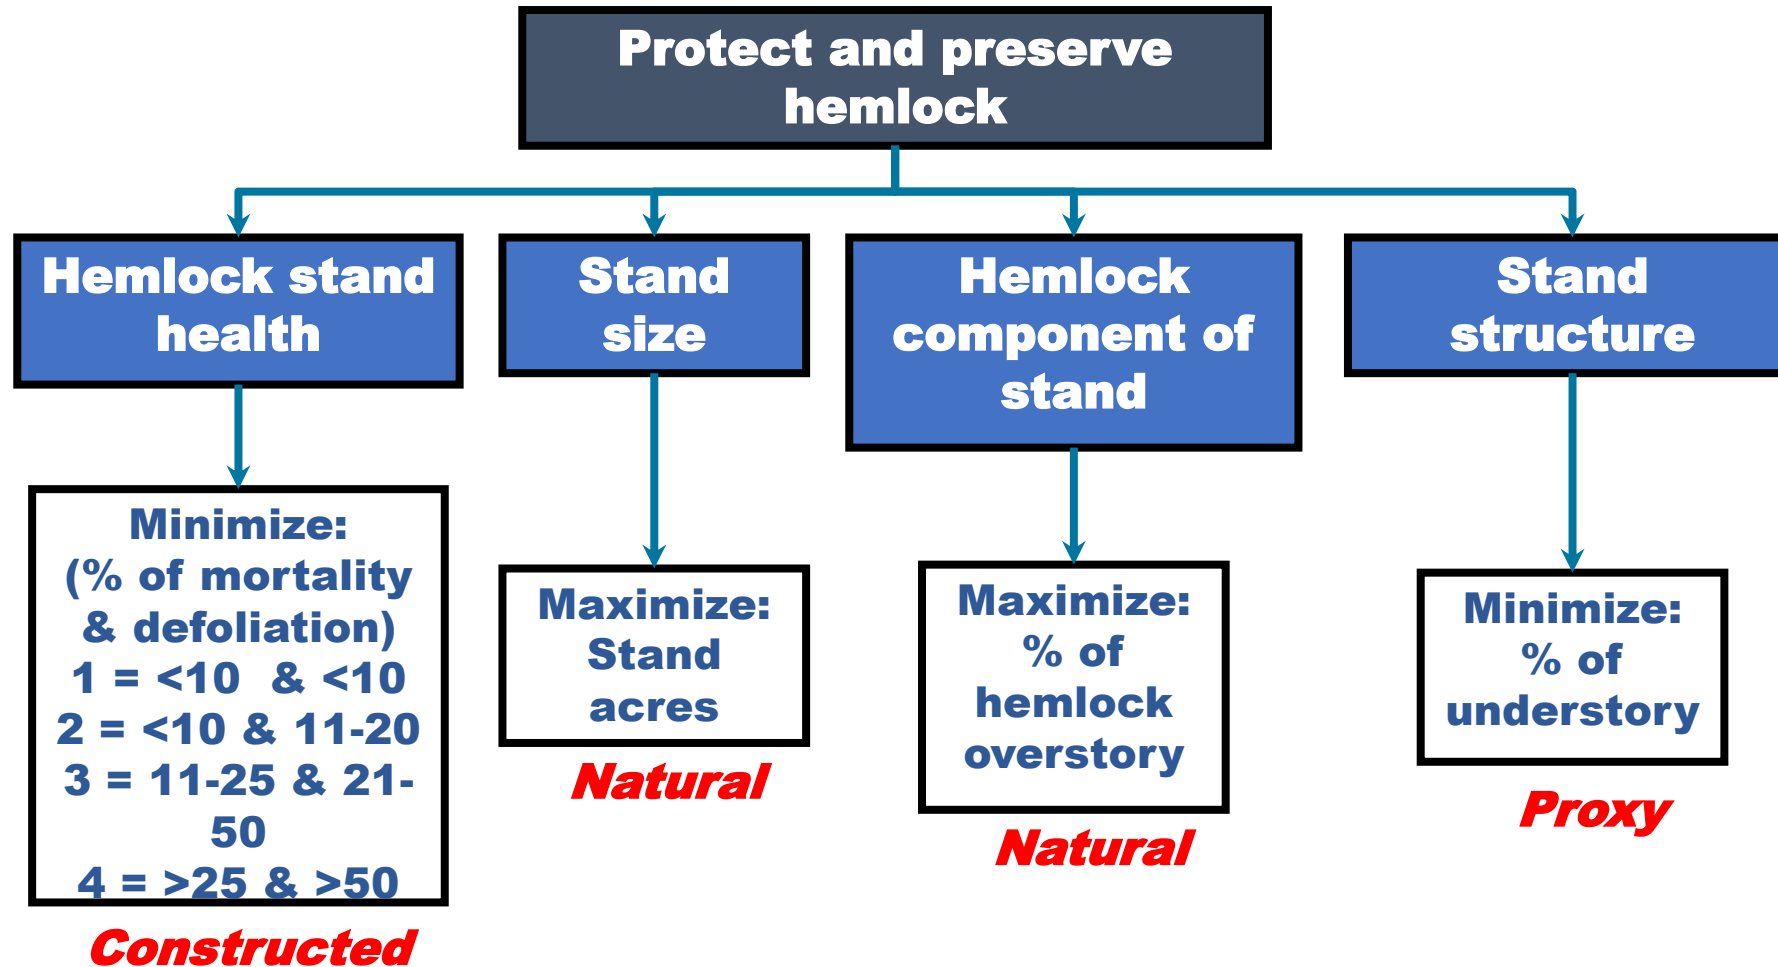 Protect and preserve
hemlock
Hemlock stand
health
Stand
size
Hemlock
component of
stand
Stand
structure
Minimize:
(% of mortality
& defoliation)
1 = <10  & <10
2 = <10 & 11-20
3 = 11-25 & 21-
50
4 = >25 & >50
Constructed
Maximize:
Stand
acres
Natural
Maximize:
% of
hemlock
overstory
Natural
Minimize:
% of
understory
Proxy